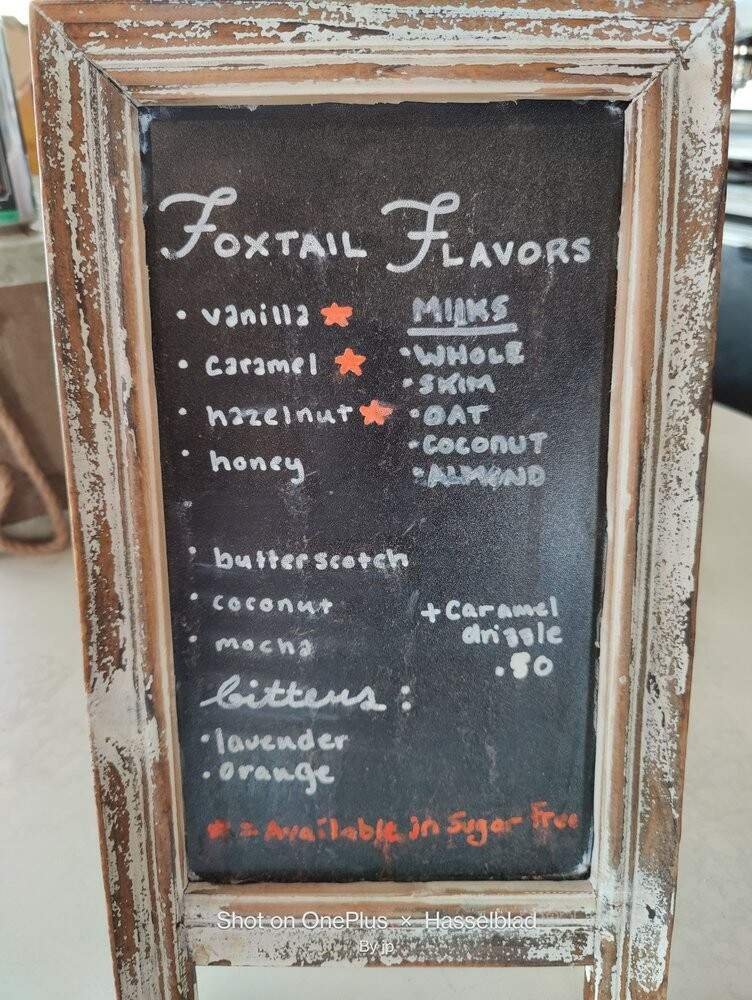 Foxtail Flavors
• vanilla ★
• caramel ★
• hazelnut ★
• honey
• butterscotch
• coconut
• mocha
MILKS
• WHOLE
• SKIM
• OAT
• COCONUT
• ALMOND
+ Caramel
drizzle
.50
bitters :
• lavender
• orange
★ = Available in Sugar Free
Shot on OnePlus × Hasselblad
By jp